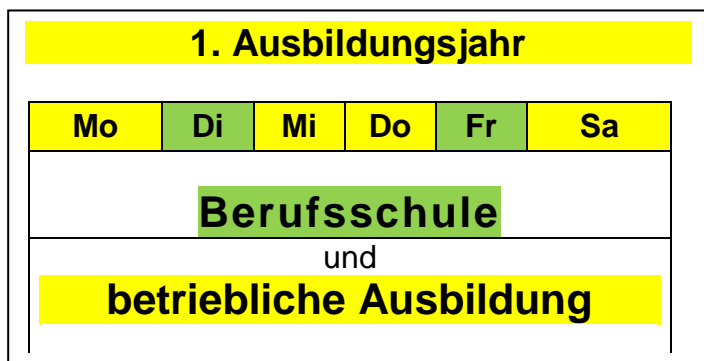 1. Ausbildungsjahr
Mo Di Mi Do Fr Sa
Berufsschule
und
betriebliche Ausbildung